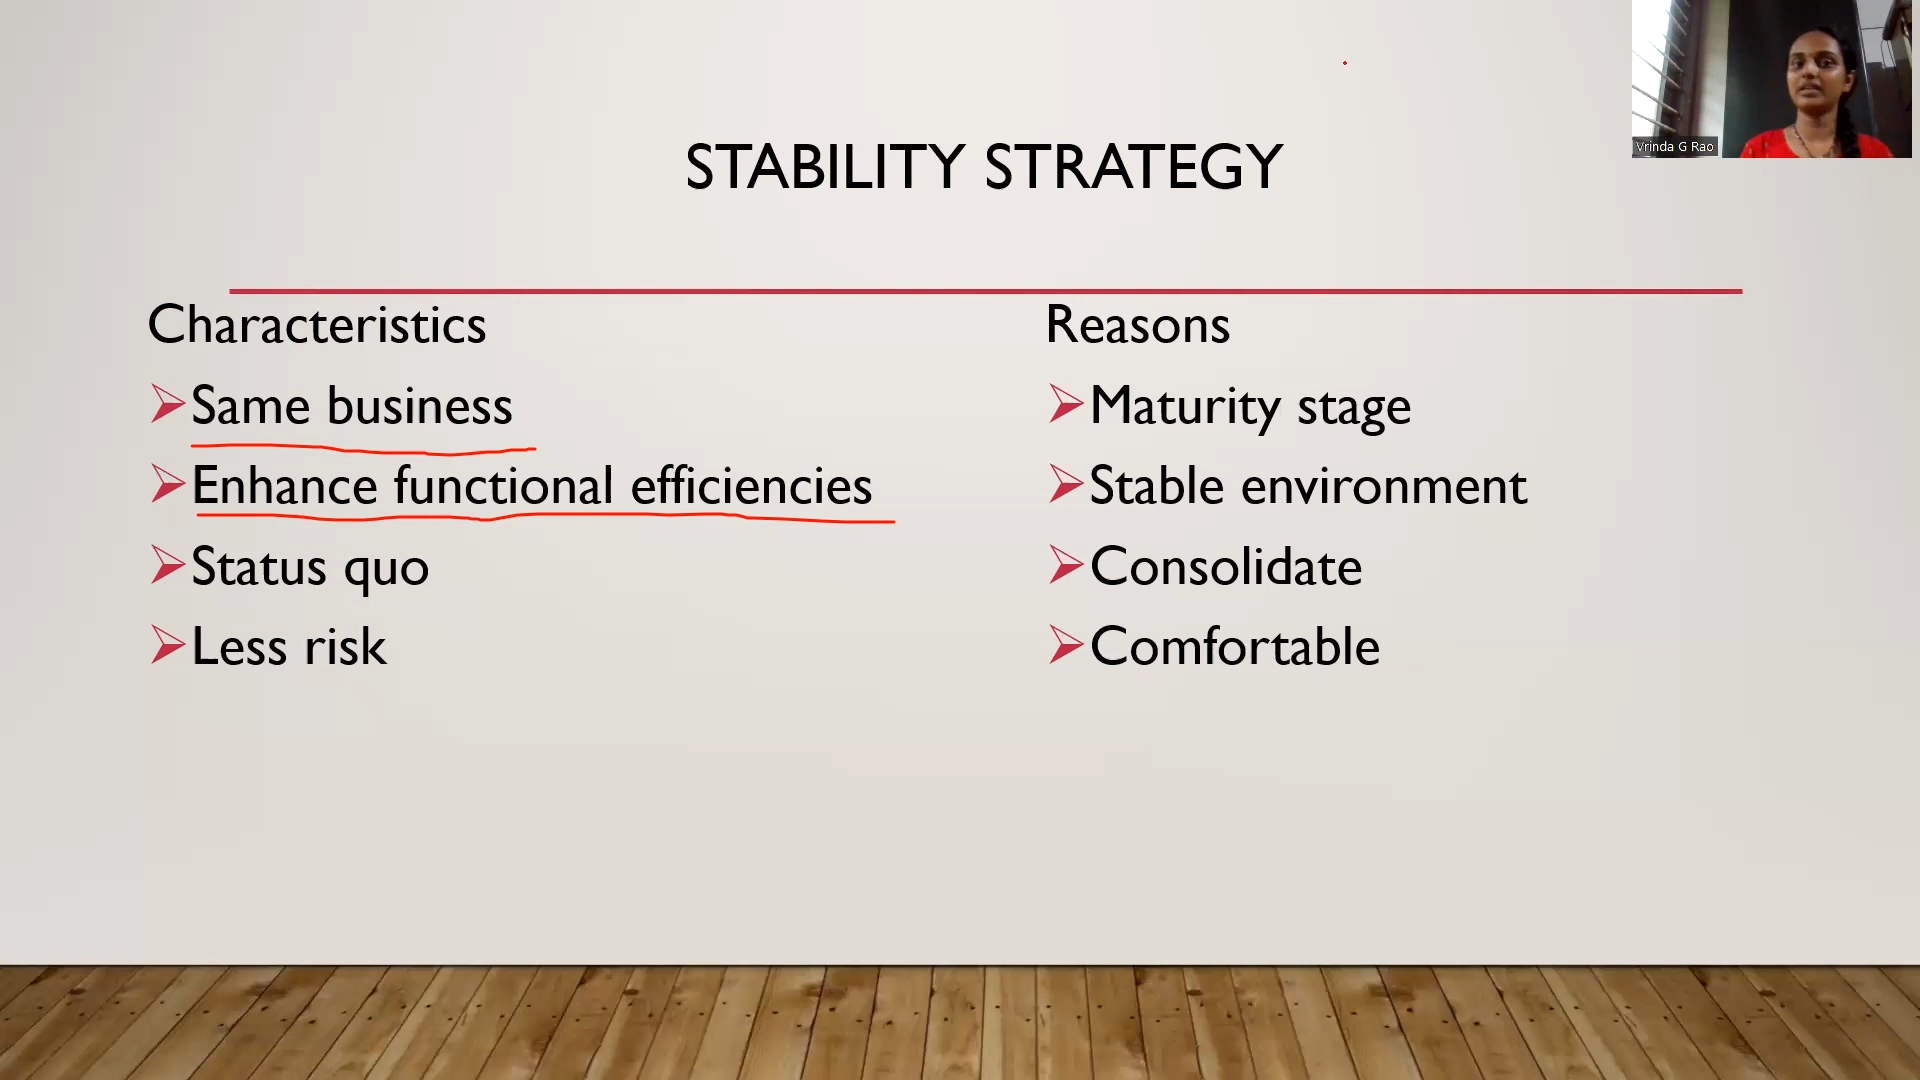 Vrinda G Rao
STABILITY STRATEGY
Characteristics
Same business
Enhance functional efficiencies
Status quo
Less risk
Reasons
Maturity stage
Stable environment
Consolidate
Comfortable